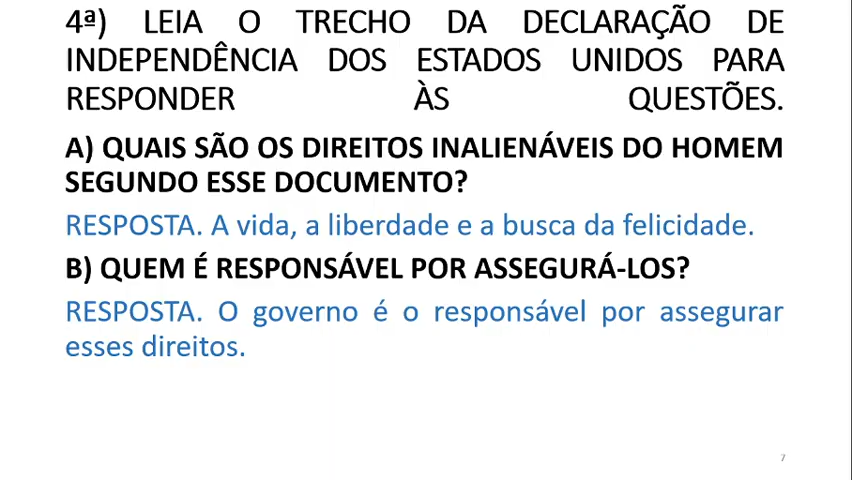 4ª) LEIA O TRECHO DA DECLARAÇÃO DE
INDEPENDÊNCIA DOS ESTADOS UNIDOS PARA
RESPONDER ÀS QUESTÕES.
A) QUAIS SÃO OS DIREITOS INALIENÁVEIS DO HOMEM
SEGUNDO ESSE DOCUMENTO?
RESPOSTA. A vida, a liberdade e a busca da felicidade.
B) QUEM É RESPONSÁVEL POR ASSEGURÁ-LOS?
RESPOSTA. O governo é o responsável por assegurar
esses direitos.
7